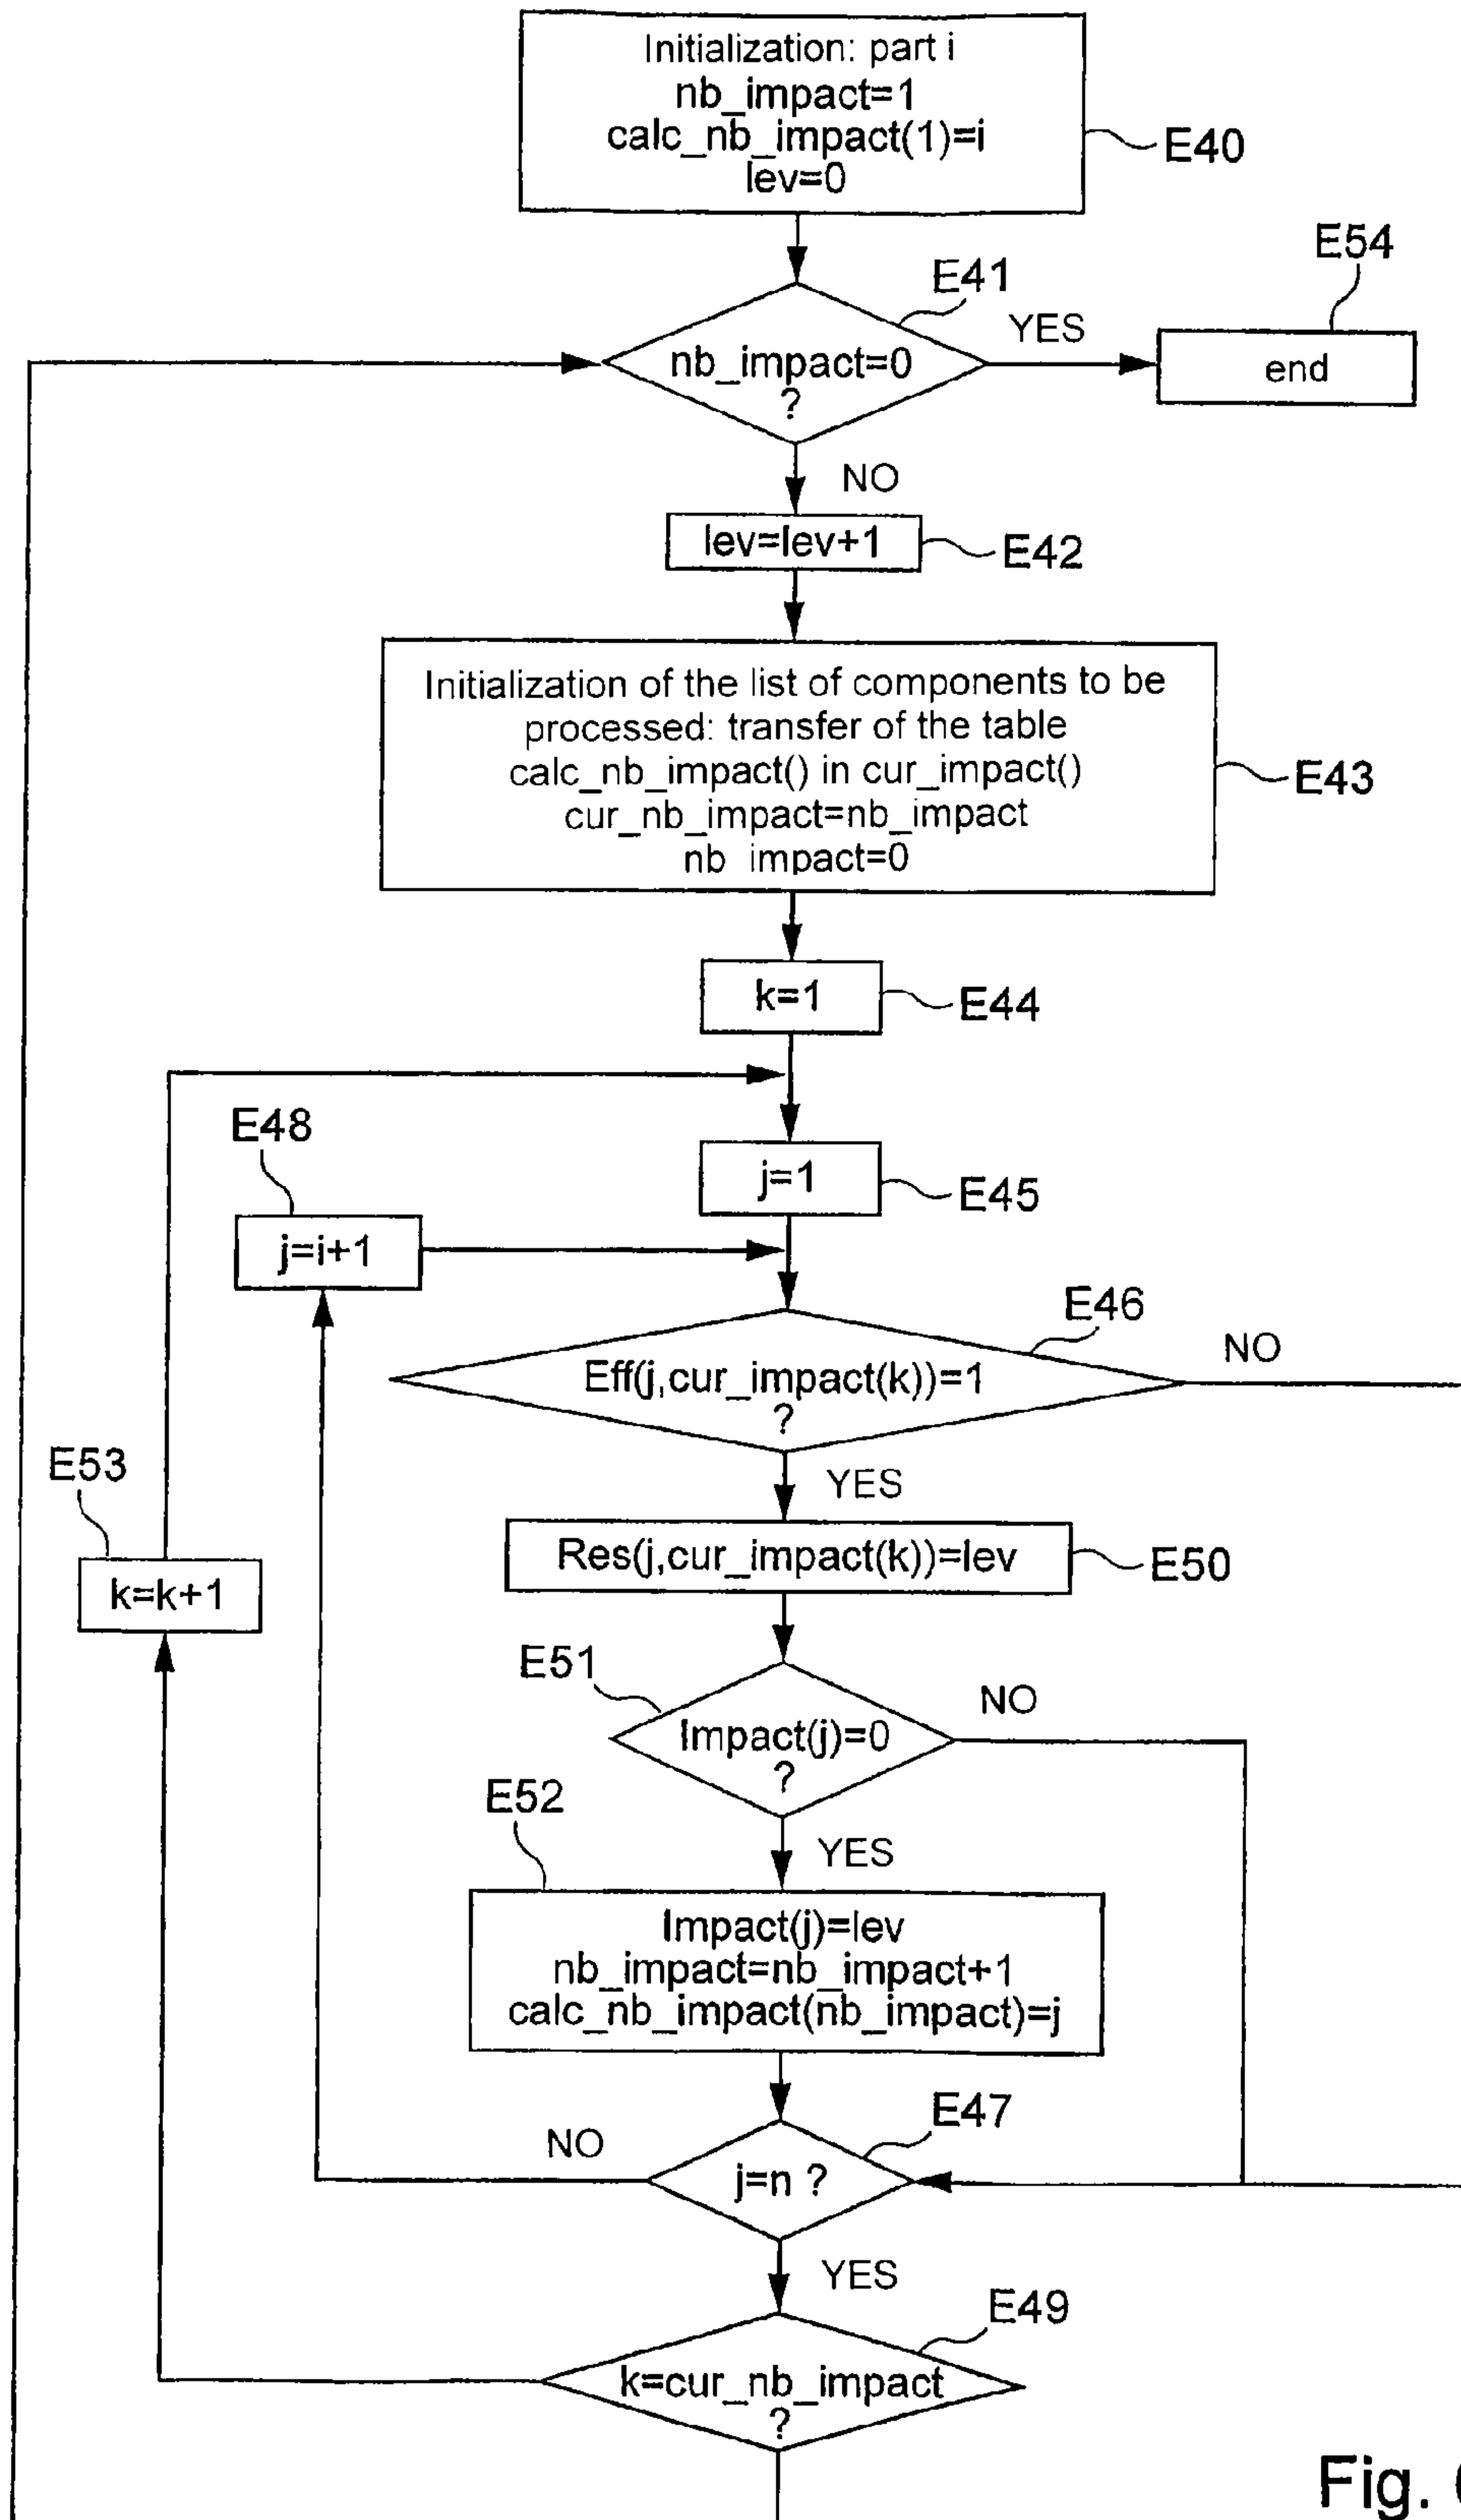 Initialization: part i
nb_impact=1
calc_nb_impact(1)=i
lev=0
E40
E54
E41
YES
nb_impact=0
?
end
NO
lev=lev+1
E42
Initialization of the list of components to be
processed: transfer of the table
calc_nb_impact() in cur_impact()
cur_nb_impact=nb_impact
nb impact=0
E43
k=1
E44
E48
j=1
E45
j=i+1
E46
NO
Eff(j,cur_impact(k))=1
?
E53
YES
Res(j,cur_impact(k))=lev
E50
k=k+1
E51
NO
Impact(j)=0
?
E52
YES
Impact(j)=lev
nb_impact=nb_impact+1
calc_nb_impact(nb_impact)=j
E47
NO
j=n ?
YES
E49
k=cur_nb_impact
?
Fig.